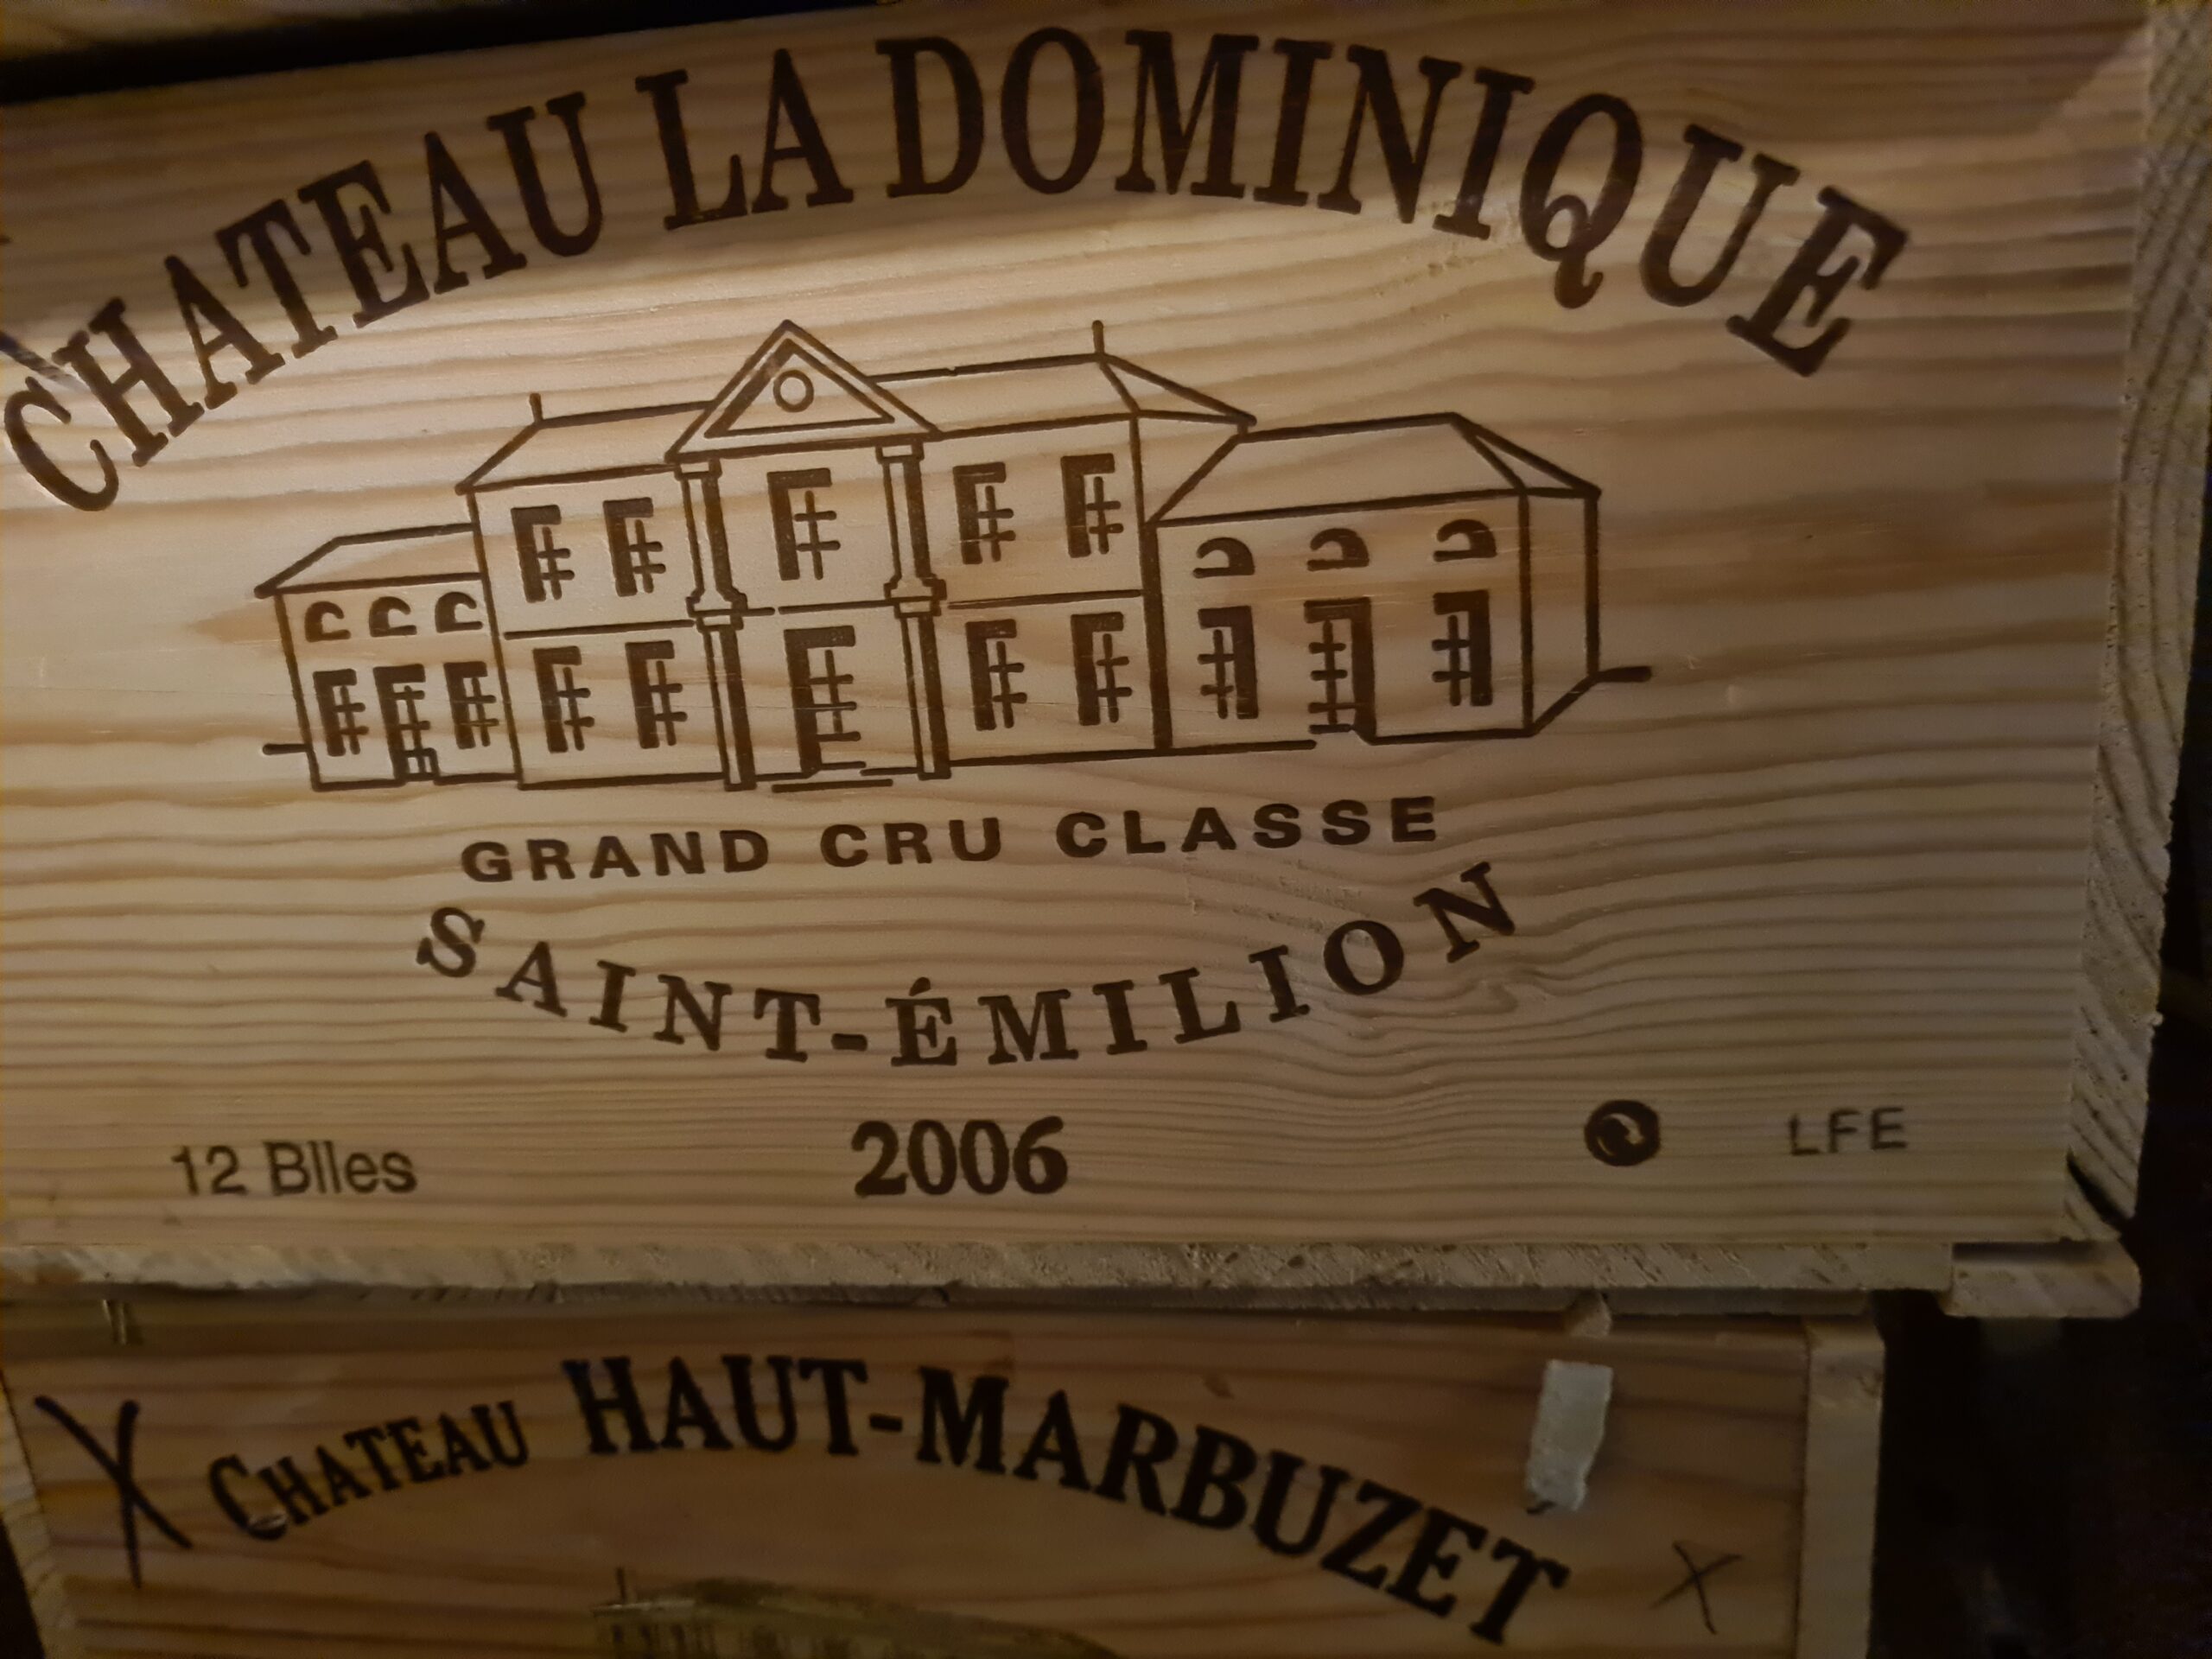 CHATEAU LA DOMINIQUE
GRAND CRU CLASSE
SAINT-ÉMILION
12 Blles
2006
LFE
X CHATEAU HAUT-MARBUZET X